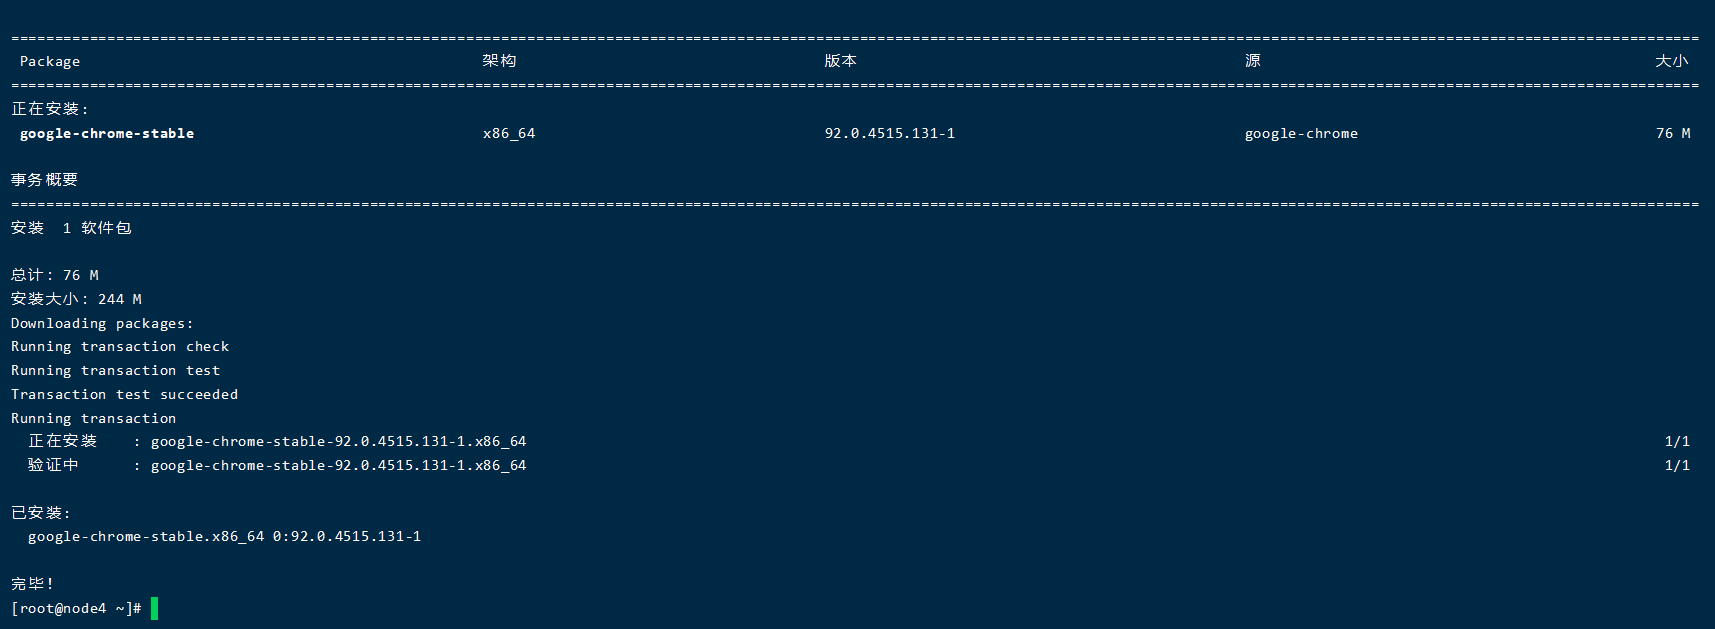 ================================================================================================================================================================================================
Package 架构 版本 源 大小
================================================================================================================================================================================================
正在安装:
google-chrome-stable x86_64 92.0.4515.131-1 google-chrome 76 M
事务概要
================================================================================================================================================================================================
安装  1 软件包
总计：76 M
安装大小：244 M
Downloading packages:
Running transaction check
Running transaction test
Transaction test succeeded
Running transaction
正在安装    : google-chrome-stable-92.0.4515.131-1.x86_64 1/1
验证中      : google-chrome-stable-92.0.4515.131-1.x86_64 1/1
已安装:
google-chrome-stable.x86_64 0:92.0.4515.131-1
完毕！
[root@node4 ~]#